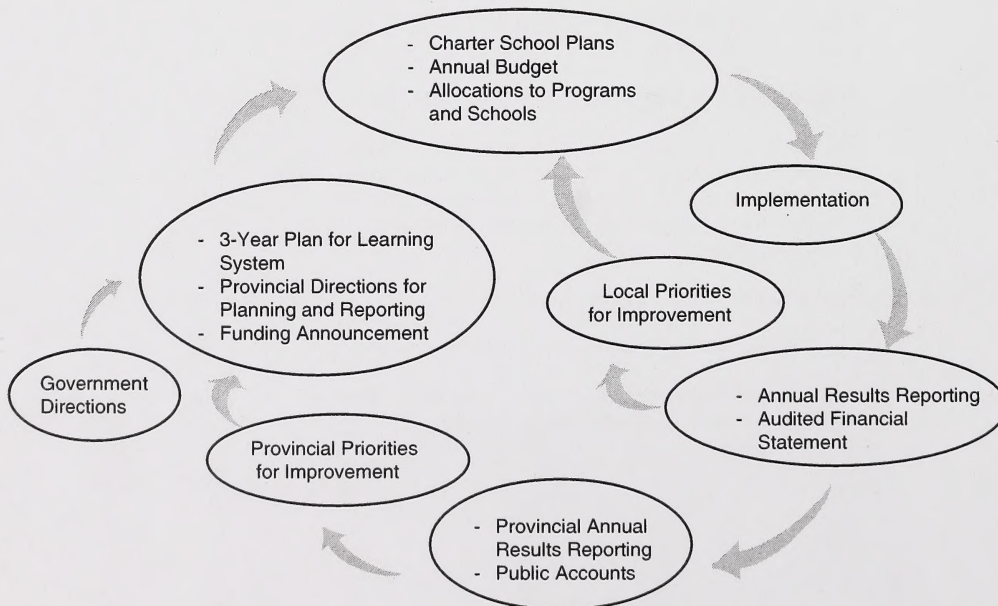 - Charter School Plans
- Annual Budget
- Allocations to Programs
and Schools
Implementation
- 3-Year Plan for Learning
System
- Provincial Directions for
Planning and Reporting
- Funding Announcement
Local Priorities
for Improvement
Government
Directions
- Annual Results Reporting
- Audited Financial
Statement
Provincial Priorities
for Improvement
- Provincial Annual
Results Reporting
- Public Accounts